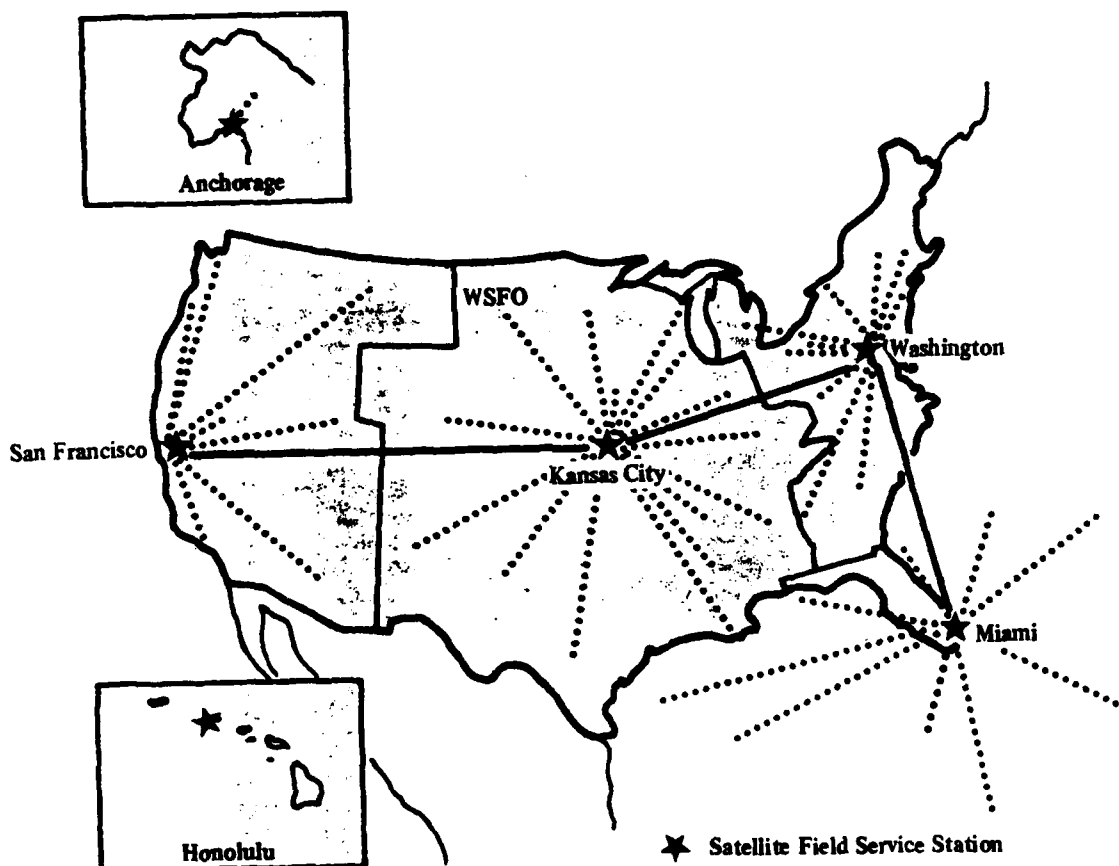 Anchorage
WSFO
Washington
San Francisco
Kansas City
Miami
Honolulu
Satellite Field Service Station